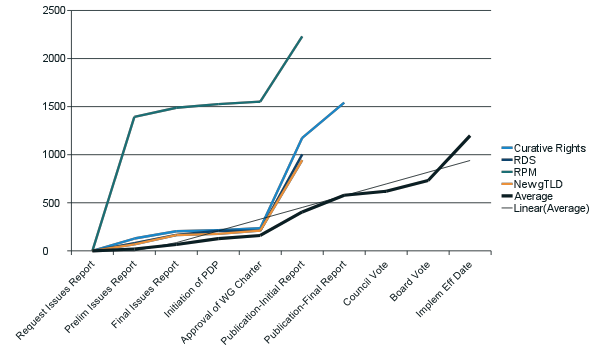 2500
2000
1500
1000
500
0
Curative Rights
RDS
RPM
NewgTLD
Average
Linear(Average)
Request Issues Report
Prelim Issues Report
Final Issues Report
Initiation of PDP
Approval of WG Charter
Publication-Initial Report
Publication-Final Report
Council Vote
Board Vote
Implem Eff Date